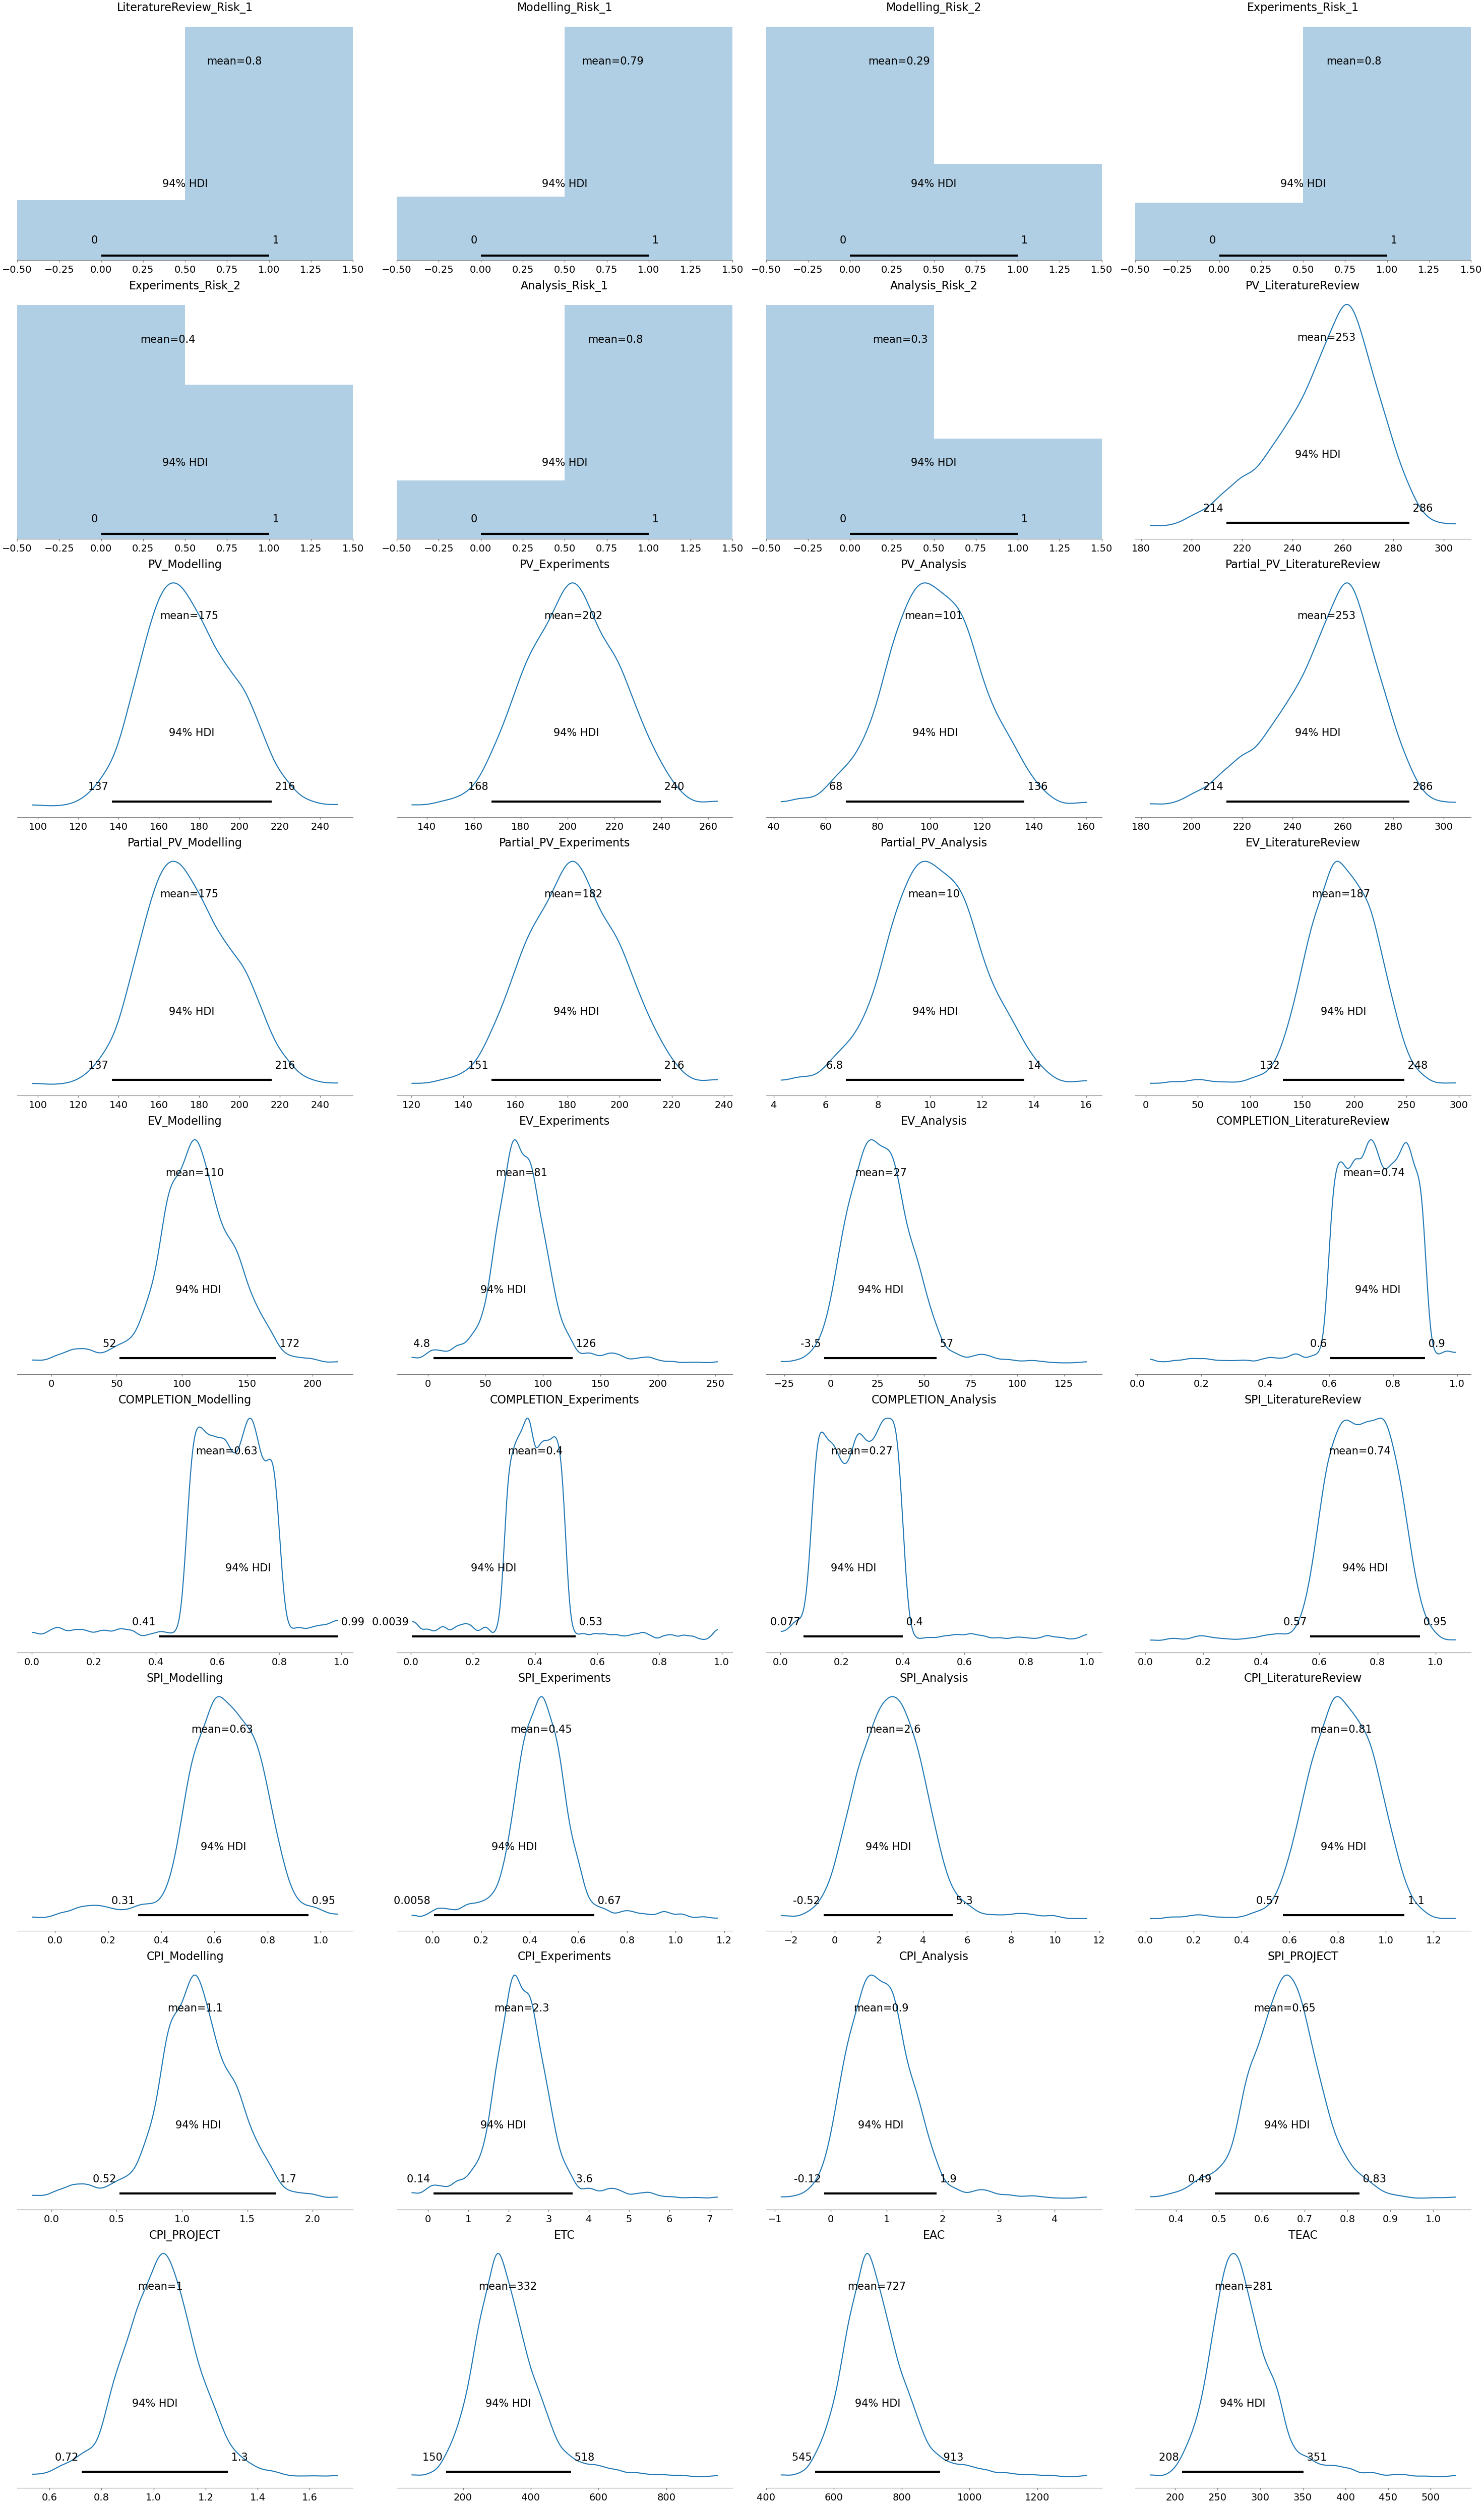 LiteratureReview_Risk_1 Modelling_Risk_1 Modelling_Risk_2 Experiments_Risk_1
mean=0.8 mean=0.79 mean=0.29 mean=0.8
94% HDI 94% HDI 94% HDI 94% HDI
0 1 0 1 0 1 0 1
−0.50 −0.25 0.00 0.25 0.50 0.75 1.00 1.25 1.50 −0.50 −0.25 0.00 0.25 0.50 0.75 1.00 1.25 1.50 −0.50 −0.25 0.00 0.25 0.50 0.75 1.00 1.25 1.50 −0.50 −0.25 0.00 0.25 0.50 0.75 1.00 1.25 1.50
Experiments_Risk_2 Analysis_Risk_1 Analysis_Risk_2 PV_LiteratureReview
mean=0.4 mean=0.8 mean=0.3 mean=253
94% HDI 94% HDI 94% HDI 94% HDI
0 1 0 1 0 1 214 286
−0.50 −0.25 0.00 0.25 0.50 0.75 1.00 1.25 1.50 −0.50 −0.25 0.00 0.25 0.50 0.75 1.00 1.25 1.50 −0.50 −0.25 0.00 0.25 0.50 0.75 1.00 1.25 1.50 180 200 220 240 260 280 300
PV_Modelling PV_Experiments PV_Analysis Partial_PV_LiteratureReview
mean=175 mean=202 mean=101 mean=253
94% HDI 94% HDI 94% HDI 94% HDI
137 216 168 240 68 136 214 286
100 120 140 160 180 200 220 240 140 160 180 200 220 240 260 40 60 80 100 120 140 160 180 200 220 240 260 280 300
Partial_PV_Modelling Partial_PV_Experiments Partial_PV_Analysis EV_LiteratureReview
mean=175 mean=182 mean=10 mean=187
94% HDI 94% HDI 94% HDI 94% HDI
137 216 151 216 6.8 14 132 248
100 120 140 160 180 200 220 240 120 140 160 180 200 220 240 4 6 8 10 12 14 16 0 50 100 150 200 250 300
EV_Modelling EV_Experiments EV_Analysis COMPLETION_LiteratureReview
mean=110 mean=81 mean=27 mean=0.74
94% HDI 94% HDI 94% HDI 94% HDI
52 172 4.8 126 -3.5 57 0.6 0.9
0 50 100 150 200 0 50 100 150 200 250 −25 0 25 50 75 100 125 0.0 0.2 0.4 0.6 0.8 1.0
COMPLETION_Modelling COMPLETION_Experiments COMPLETION_Analysis SPI_LiteratureReview
mean=0.63 mean=0.4 mean=0.27 mean=0.74
94% HDI 94% HDI 94% HDI 94% HDI
0.41 0.99 0.0039 0.53 0.077 0.4 0.57 0.95
0.0 0.2 0.4 0.6 0.8 1.0 0.0 0.2 0.4 0.6 0.8 1.0 0.0 0.2 0.4 0.6 0.8 1.0 0.0 0.2 0.4 0.6 0.8 1.0
SPI_Modelling SPI_Experiments SPI_Analysis CPI_LiteratureReview
mean=0.63 mean=0.45 mean=2.6 mean=0.81
94% HDI 94% HDI 94% HDI 94% HDI
0.31 0.95 0.0058 0.67 -0.52 5.3 0.57 1.1
0.0 0.2 0.4 0.6 0.8 1.0 0.0 0.2 0.4 0.6 0.8 1.0 1.2 −2 0 2 4 6 8 10 12 0.0 0.2 0.4 0.6 0.8 1.0 1.2
CPI_Modelling CPI_Experiments CPI_Analysis SPI_PROJECT
mean=1.1 mean=2.3 mean=0.9 mean=0.65
94% HDI 94% HDI 94% HDI 94% HDI
0.52 1.7 0.14 3.6 -0.12 1.9 0.49 0.83
0.0 0.5 1.0 1.5 2.0 0 1 2 3 4 5 6 7 −1 0 1 2 3 4 0.4 0.5 0.6 0.7 0.8 0.9 1.0
CPI_PROJECT ETC EAC TEAC
mean=1 mean=332 mean=727 mean=281
94% HDI 94% HDI 94% HDI 94% HDI
0.72 1.3 150 518 545 913 208 351
0.6 0.8 1.0 1.2 1.4 1.6 200 400 600 800 400 600 800 1000 1200 200 250 300 350 400 450 500